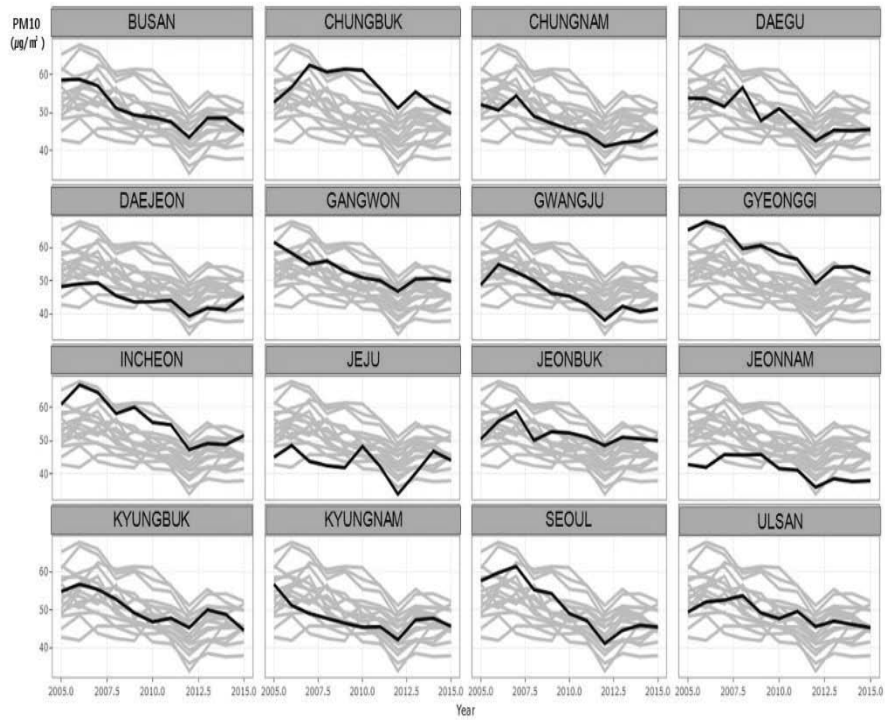 PM10
(μg/㎥)
BUSAN CHUNGBUK CHUNGNAM DAEGU
60
50
40
DAEJEON GANGWON GWANGJU GYEONGGI
60
50
40
INCHEON JEJU JEONBUK JEONNAM
60
50
40
KYUNGBUK KYUNGNAM SEOUL ULSAN
60
50
40
2005.0 2007.5 2010.0 2012.5 2015.0 2005.0 2007.5 2010.0 2012.5 2015.0 2005.0 2007.5 2010.0 2012.5 2015.0 2005.0 2007.5 2010.0 2012.5 2015.0
Year